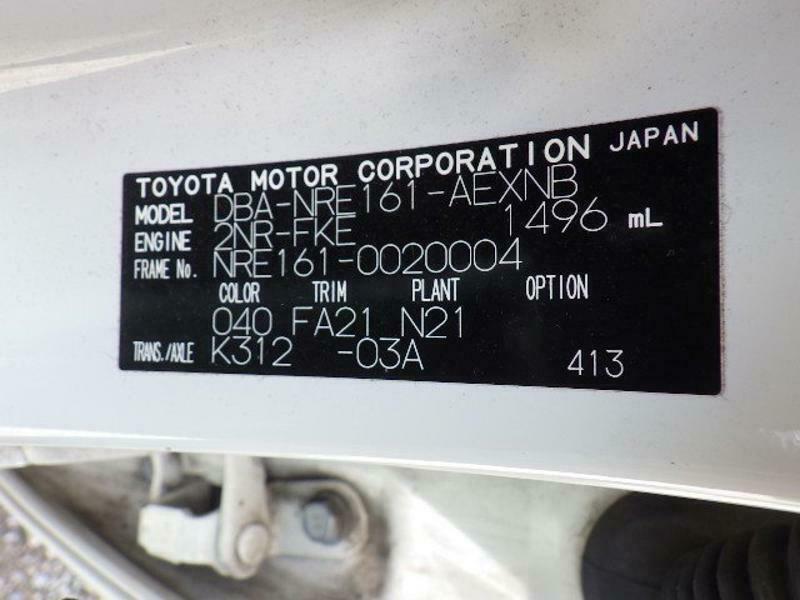 TOYOTA MOTOR CORPORATION JAPAN
MODEL DBA-NRE161-AEXNB
ENGINE 2NR-FKE 1496 mL
FRAME No. NRE161-0020004
COLOR TRIM PLANT OPTION
040 FA21 N21
TRANS./AXLE K312 -03A 413